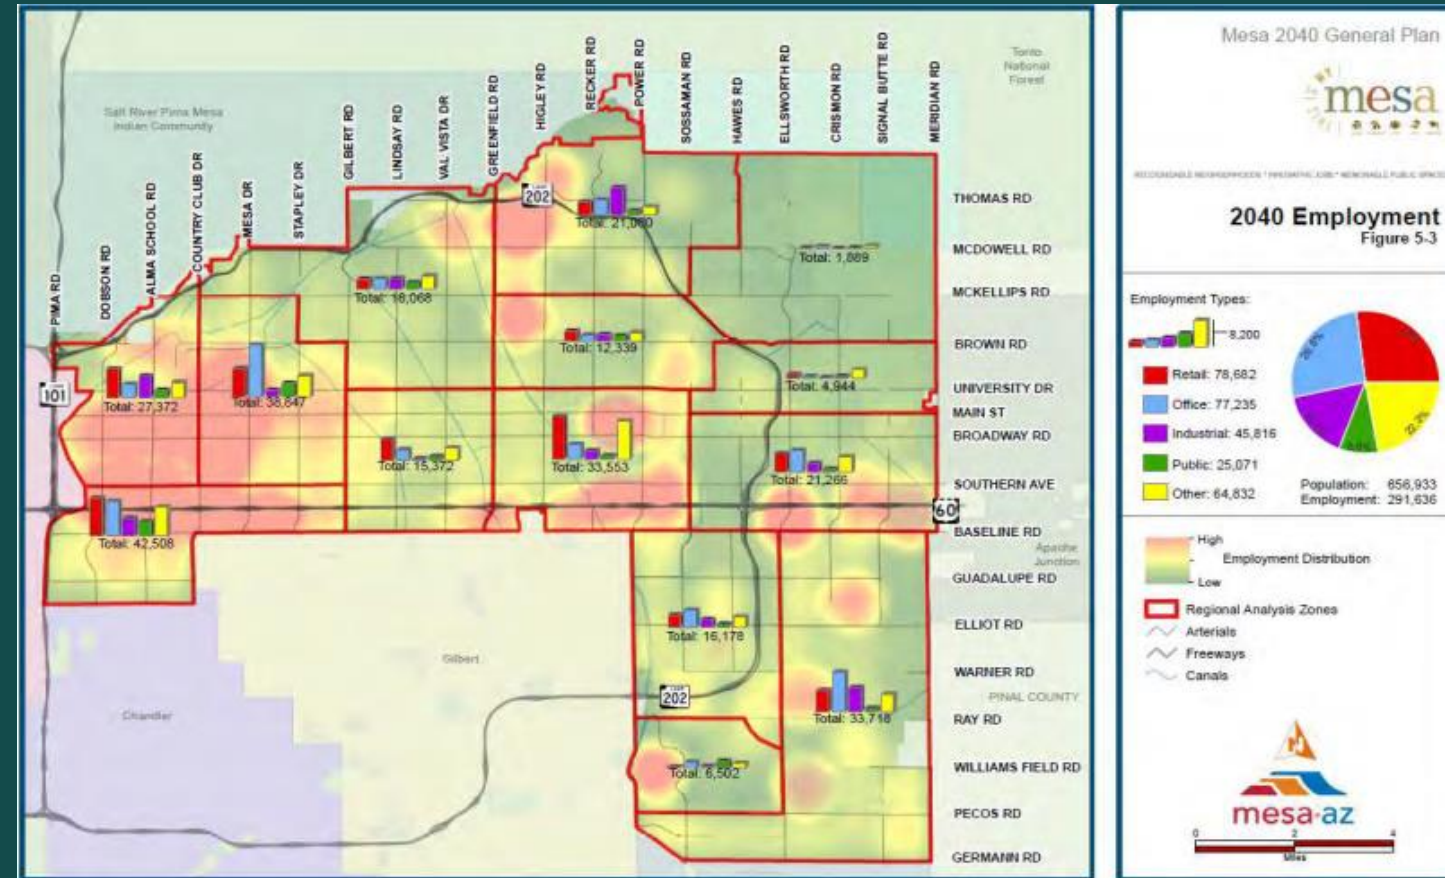 Salt River Pima Mesa
Indian Community
Tonto
National
Forest
PIMA RD
DOBSON RD
ALMA SCHOOL RD
COUNTRY CLUB DR
MESA DR
STAPLEY DR
GILBERT RD
LINDSAY RD
VAL VISTA DR
GREENFIELD RD
HIGLEY RD
RECKER RD
POWER RD
SOSSAMAN RD
HAWES RD
ELLSWORTH RD
CRISMON RD
SIGNAL BUTTE RD
MERIDIAN RD
THOMAS RD
MCDOWELL RD
MCKELLIPS RD
BROWN RD
UNIVERSITY DR
MAIN ST
BROADWAY RD
SOUTHERN AVE
BASELINE RD
GUADALUPE RD
ELLIOT RD
WARNER RD
RAY RD
WILLIAMS FIELD RD
PECOS RD
GERMANN RD
202
Total: 1,889
Total: 12,339
Total: 4,944
101
Total: 27,372
Total: 15,372
Total: 33,553
Total: 21,266
60
Total: 42,508
Apache
Junction
Total: 16,178
Gilbert
202
PINAL COUNTY
Chandler
Total: 33,718
Total: 6,502
Mesa 2040 General Plan
mesa
2040 Employment
Figure 5-3
Employment Types:
8,200
Retail: 78,682
Office: 77,235
Industrial: 45,816
Public: 25,071
Other: 64,832
Population: 656,933
Employment: 291,636
High
Employment Distribution
Low
Regional Analysis Zones
Arterials
Freeways
Canals
N
mesa·az
0 2 4
Miles